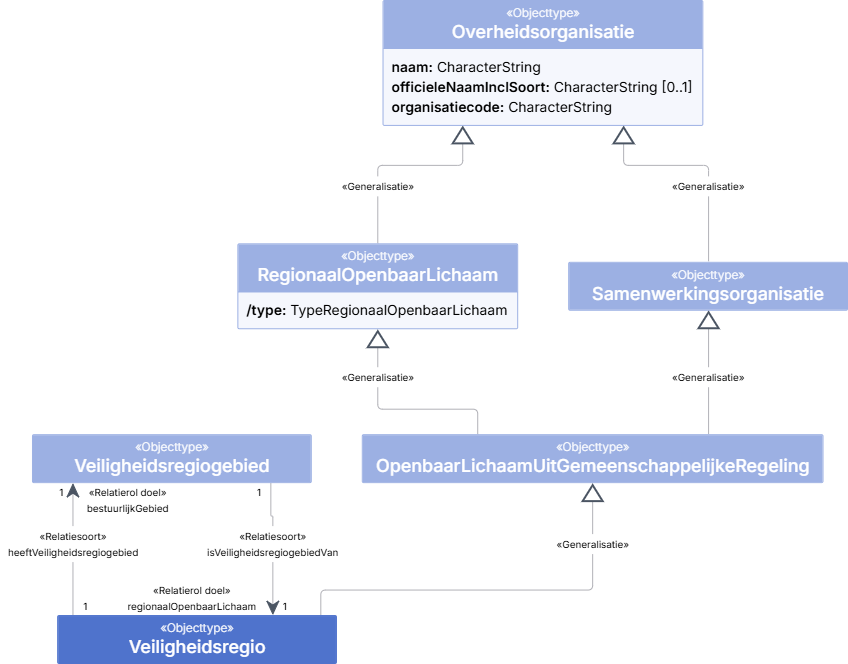 «Objecttype»
Overheidsorganisatie
naam: CharacterString
officieleNaamInclSoort: CharacterString [0..1]
organisatiecode: CharacterString
«Generalisatie»
«Generalisatie»
«Objecttype»
RegionaalOpenbaarLichaam
/type: TypeRegionaalOpenbaarLichaam
«Objecttype»
Samenwerkingsorganisatie
«Generalisatie»
«Generalisatie»
«Objecttype»
Veiligheidsregiogebied
«Objecttype»
OpenbaarLichaamUitGemeenschappelijkeRegeling
1
«Relatierol doel»
bestuurlijkGebied
1
«Relatiesoort»
heeftVeiligheidsregiogebied
«Relatiesoort»
isVeiligheidsregiogebiedVan
«Generalisatie»
1
«Relatierol doel»
regionaalOpenbaarLichaam
1
«Objecttype»
Veiligheidsregio